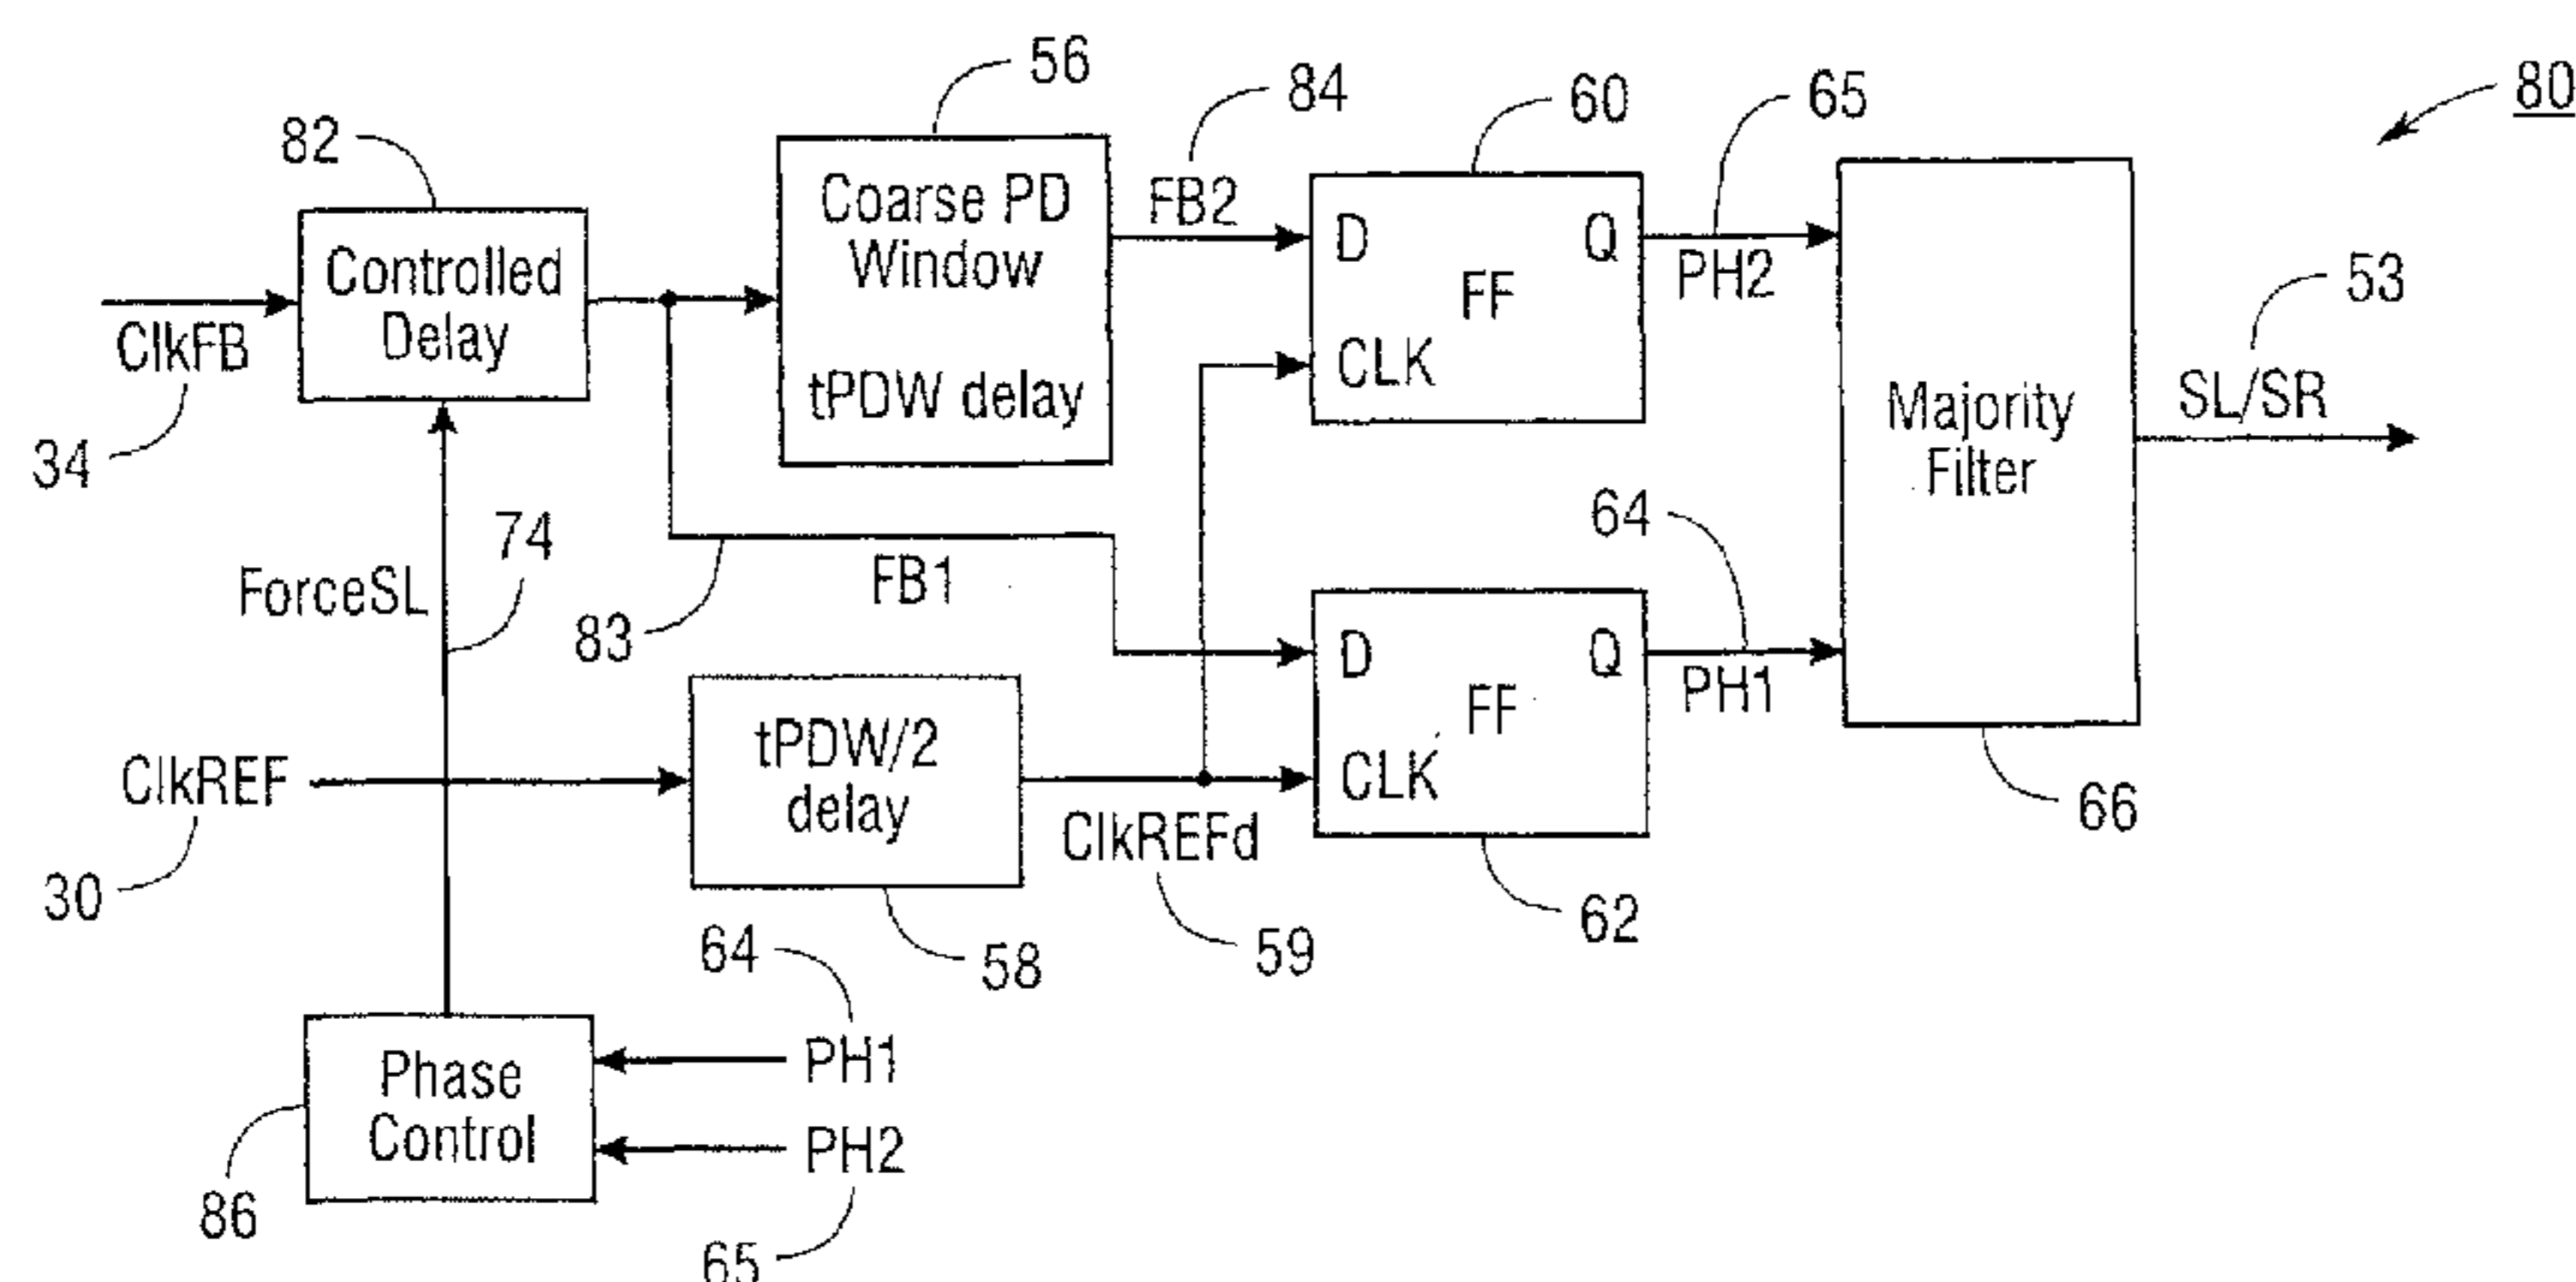 56
84
60
65
80
82
Coarse PD
Window
tPDW delay
FB2
D
Q
FF
CLK
PH2
Controlled
Delay
ClkFB
34
53
SL/SR
Majority
Filter
74
ForceSL
FB1
83
64
D
Q
FF
CLK
PH1
ClkREF
30
tPDW/2
delay
ClkREFd
59
58
62
66
64
Phase
Control
PH1
PH2
86
65